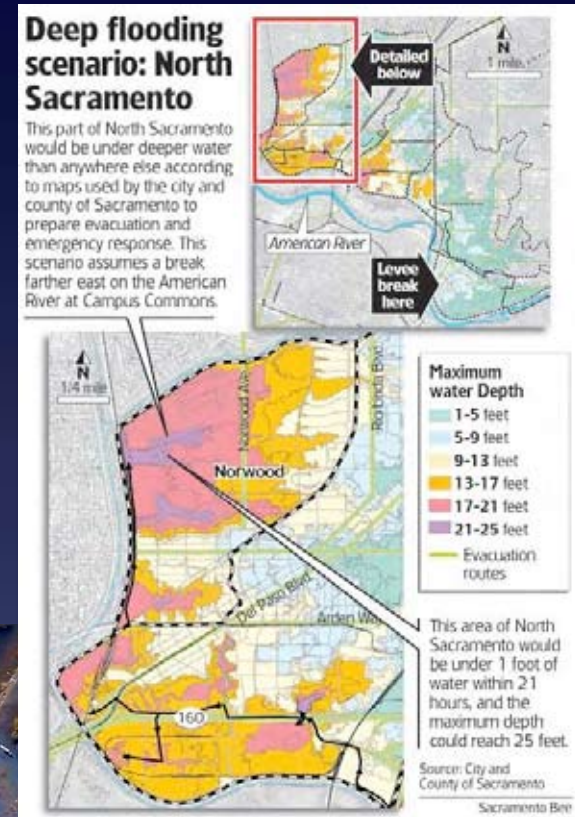 Deep flooding
scenario: North
Sacramento
This part of North Sacramento
would be under deeper water
than anywhere else according
to maps used by the city and
county of Sacramento to
prepare evacuation and
emergency response. This
scenario assumes a break
farther east on the American
River at Campus Commons.
Detailed
below
N
1 mile
American River
Levee
break
here
N
1/4 mile
Norwood Ave.
Rio Linda Blvd.
Norwood
Del Paso Blvd.
Arden Way
160
Maximum
water Depth
1-5 feet
5-9 feet
9-13 feet
13-17 feet
17-21 feet
21-25 feet
Evacuation
routes
This area of North
Sacramento would
be under 1 foot of
water within 21
hours, and the
maximum depth
could reach 25 feet.
Source: City and
County of Sacramento
Sacramento Bee